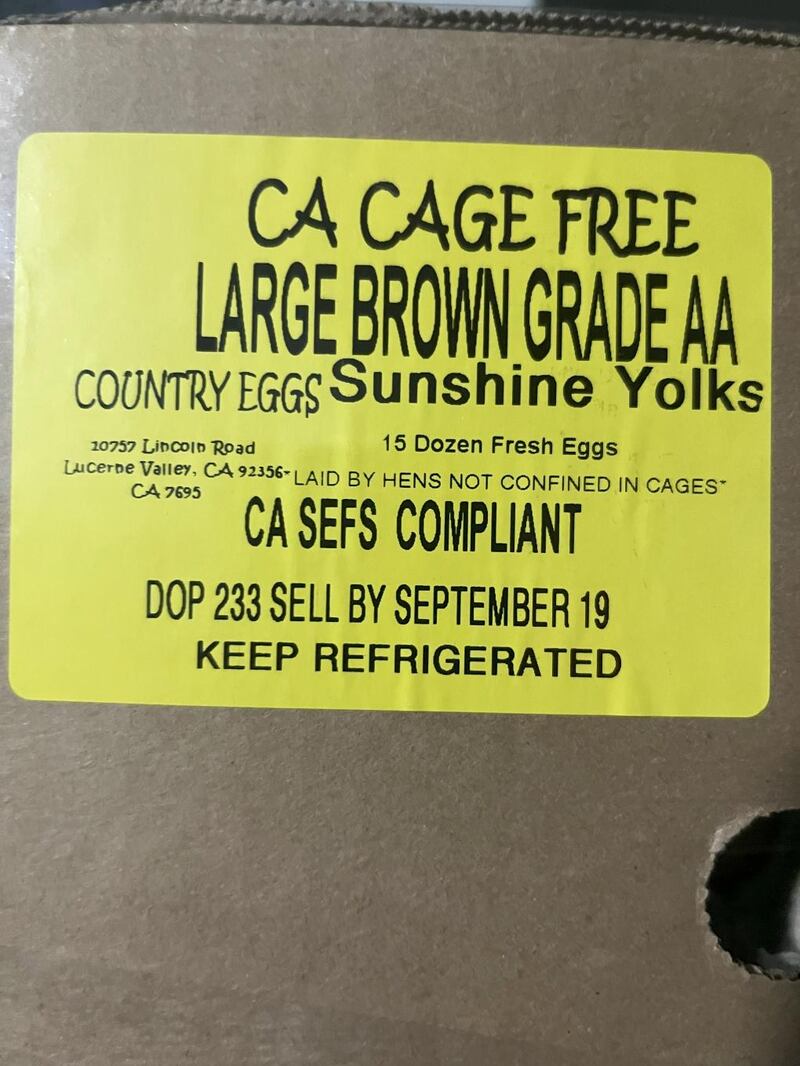 CA CAGE FREE
LARGE BROWN GRADE AA
COUNTRY EGGS Sunshine Yolks
10757 Lincoln Road
15 Dozen Fresh Eggs
Lucerne Valley, CA 92356-
LAID BY HENS NOT CONFINED IN CAGES*
CA 7695
CA SEFS COMPLIANT
DOP 233 SELL BY SEPTEMBER 19
KEEP REFRIGERATED